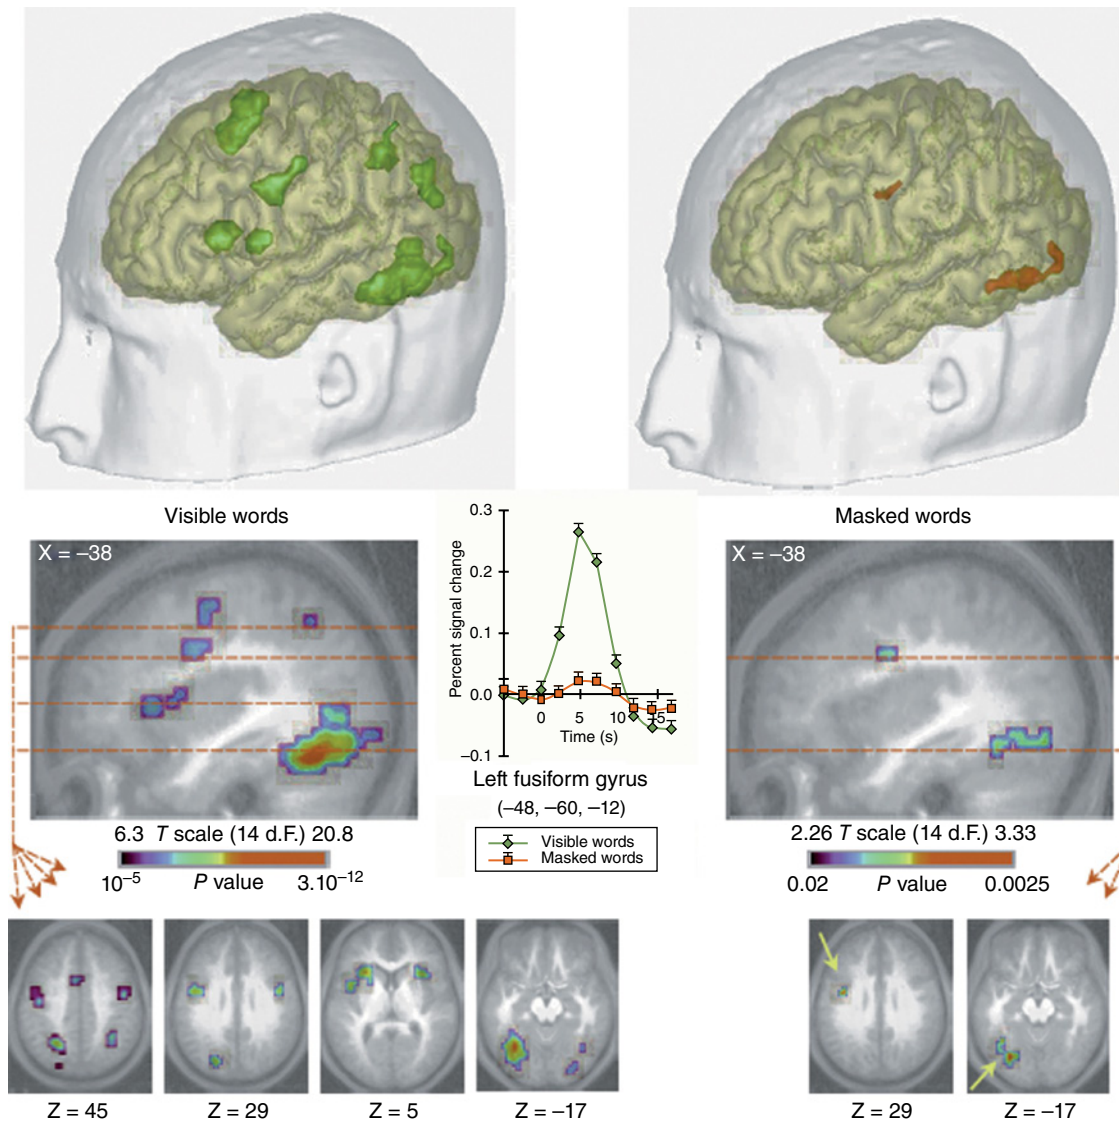 Visible words
Masked words
X = –38
X = –38
0.3
0.2
0.1
0.0
–0.1
Percent signal change
0 5 10 15
Time (s)
Left fusiform gyrus
(–48, –60, –12)
Visible words
Masked words
6.3 T scale (14 d.F.) 20.8
10–5 P value 3.10–12
2.26 T scale (14 d.F.) 3.33
0.02 P value 0.0025
Z = 45
Z = 29
Z = 5
Z = –17
Z = 29
Z = –17